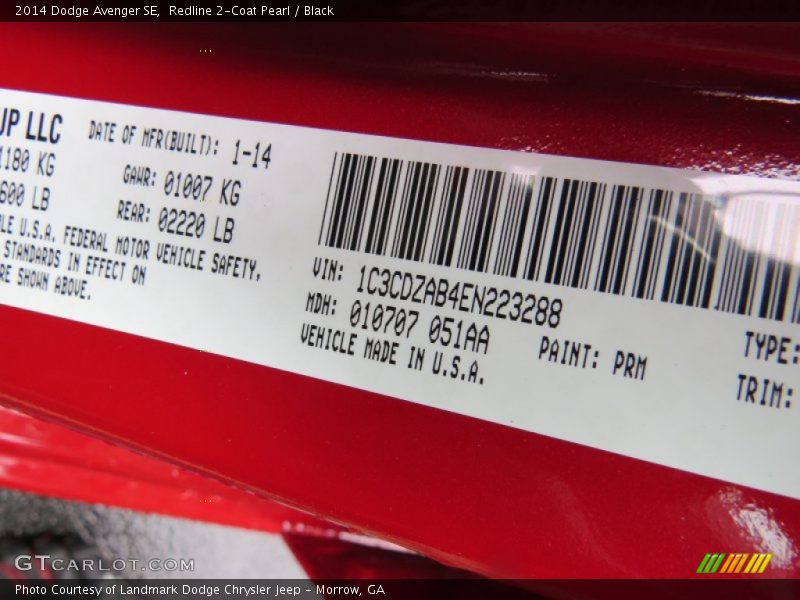 2014 Dodge Avenger SE,  Redline 2-Coat Pearl / Black
UP LLC
DATE OF MFR(BUILT): 1-14
1180 KG
GAWR: 01007 KG
600 LB
REAR: 02220 LB
LE U.S.A. FEDERAL MOTOR VEHICLE SAFETY,
STANDARDS IN EFFECT ON
RE SHOWN ABOVE.
VIN: 1C3CDZAB4EN223288
MDH: 010707 051AA
PAINT: PRM
VEHICLE MADE IN U.S.A.
TYPE:
TRIM:
GTCARLOT.COM
Photo Courtesy of Landmark Dodge Chrysler Jeep - Morrow, GA